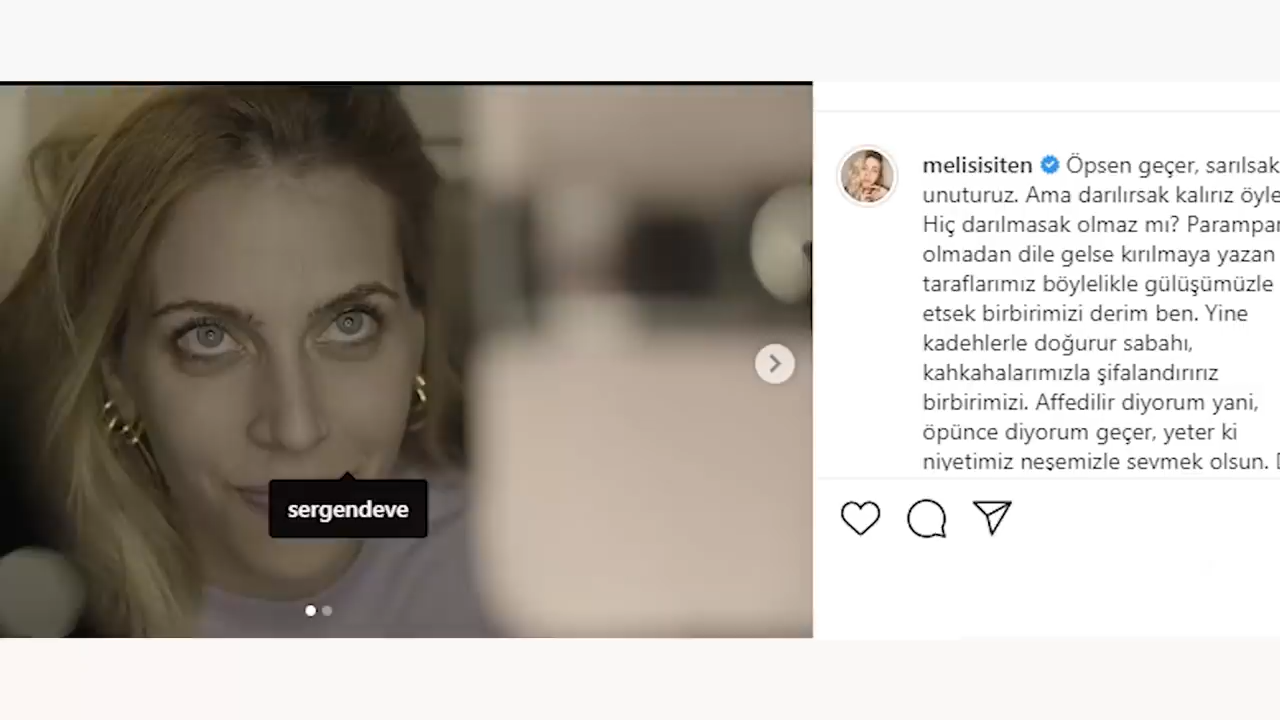 sergendeve
melisisiten Öpsen geçer, sarılsak
unuturuz. Ama darılırsak kalırız öyle
Hiç darılmasak olmaz mı? Parampar
olmadan dile gelse kırılmaya yazan
taraflarımız böylelikle gülüşümüzle
etsek birbirimizi derim ben. Yine
kadehlerle doğurur sabahı,
kahkahalarımızla şifalandırırız
birbirimizi. Affedilir diyorum yani,
öpünce diyorum geçer, yeter ki
niyetimiz neşemizle sevmek olsun.